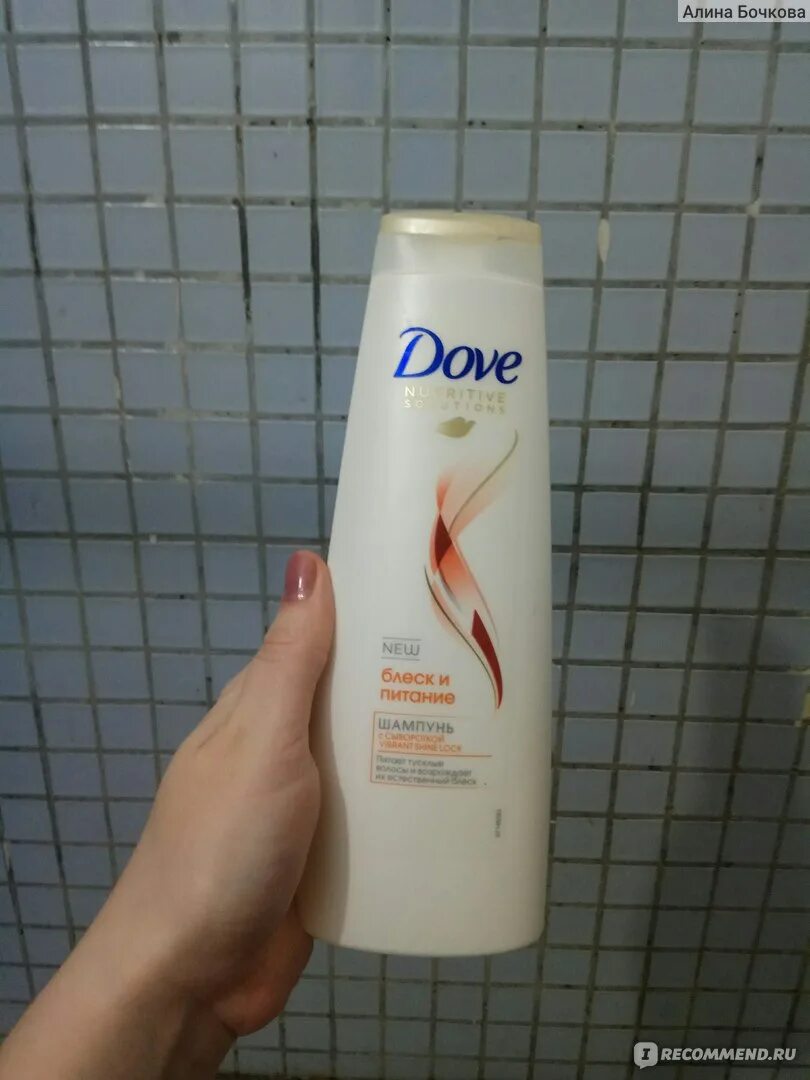 Алина Бочкова
Dove
NUTRITIVE
SOLUTIONS
NEW
блеск и
питание
ШАМПУНЬ
с СЫВОРОТКОЙ
VIBRANT SHINE LOCK
Питает тусклые
волосы и возрождает
их естественный блеск
IRECOMMEND.RU